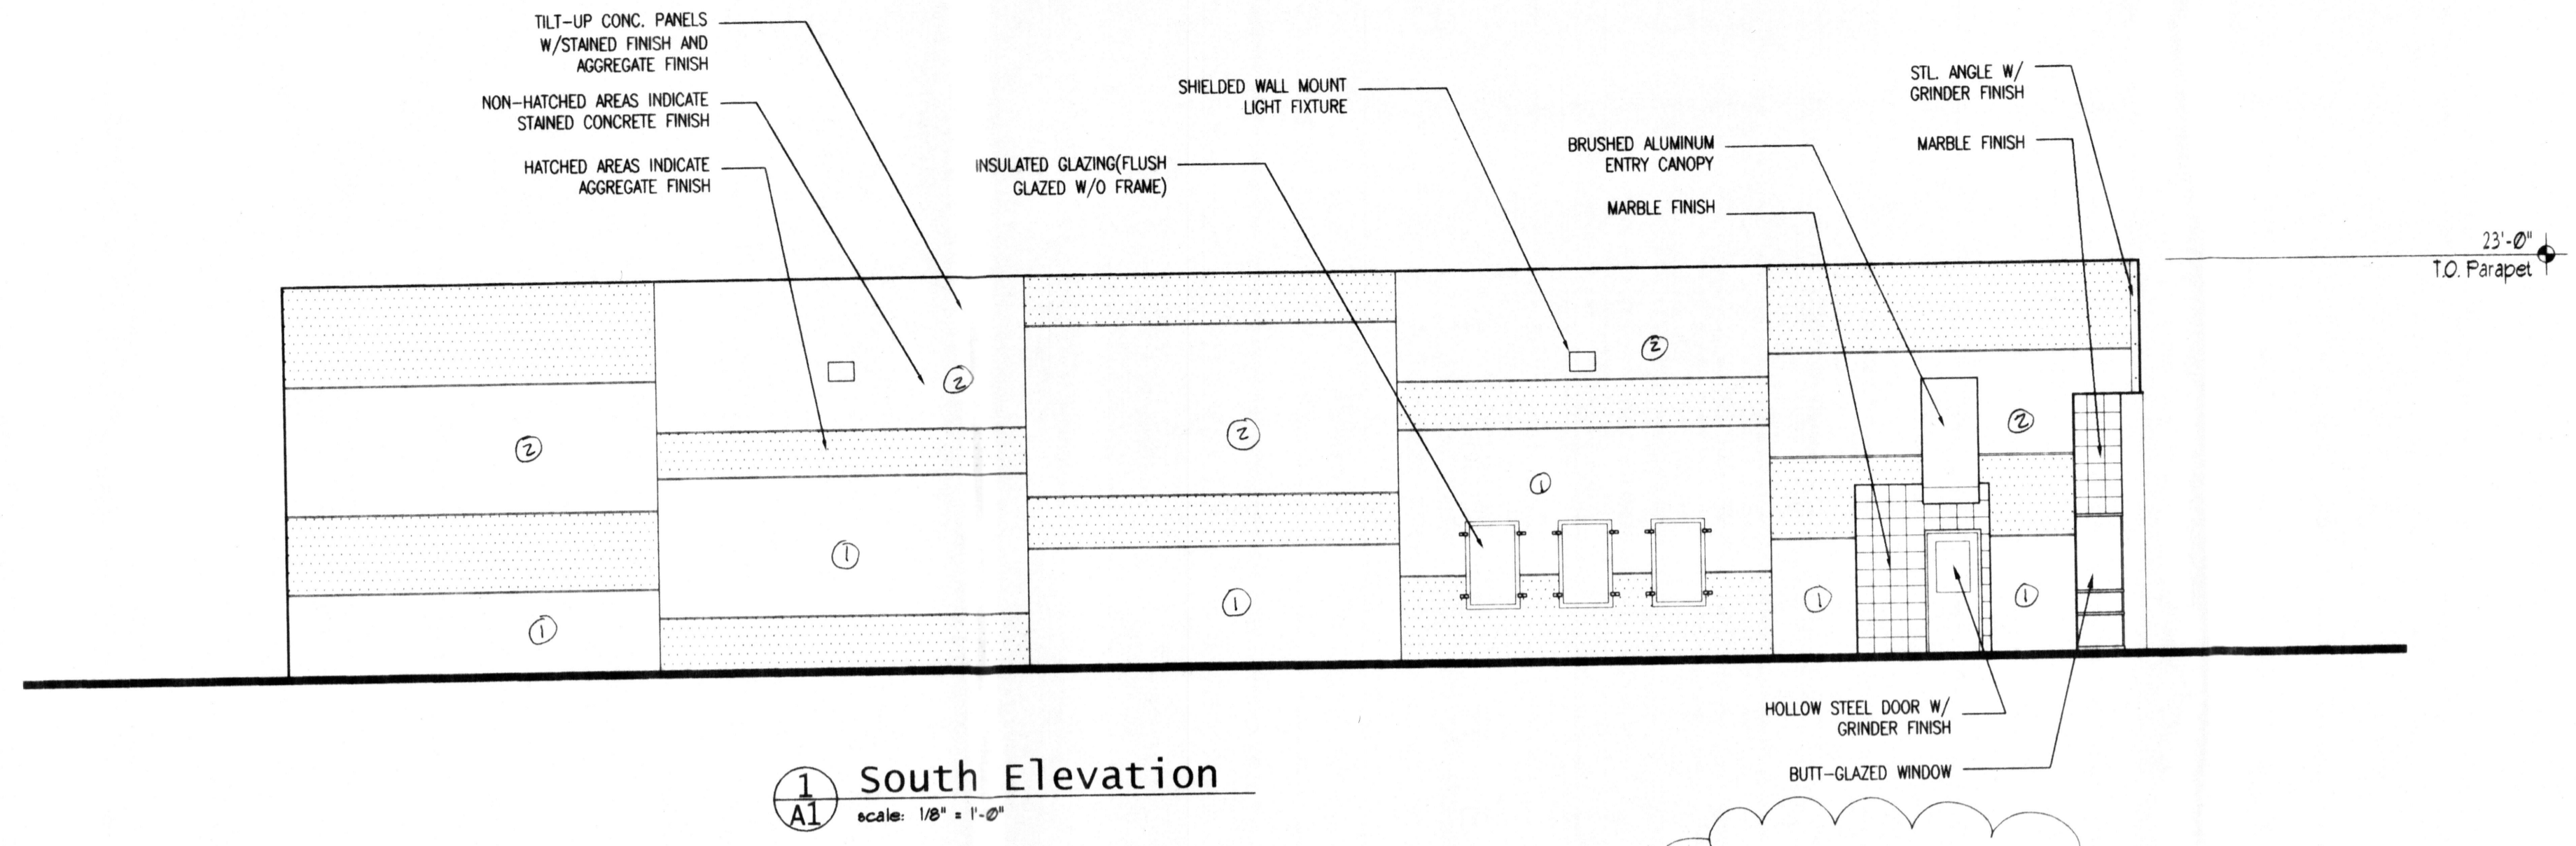 TILT-UP CONC. PANELS
W/STAINED FINISH AND
AGGREGATE FINISH
NON-HATCHED AREAS INDICATE
STAINED CONCRETE FINISH
HATCHED AREAS INDICATE
AGGREGATE FINISH
INSULATED GLAZING(FLUSH
GLAZED W/O FRAME)
SHIELDED WALL MOUNT
LIGHT FIXTURE
BRUSHED ALUMINUM
ENTRY CANOPY
MARBLE FINISH
STL. ANGLE W/
GRINDER FINISH
MARBLE FINISH
23'-0"
T.O. Parapet
2
2
2
2
2
1
1
1
1
1
1
HOLLOW STEEL DOOR W/
GRINDER FINISH
BUTT-GLAZED WINDOW
1
A1
South Elevation
scale: 1/8" = 1'-0"